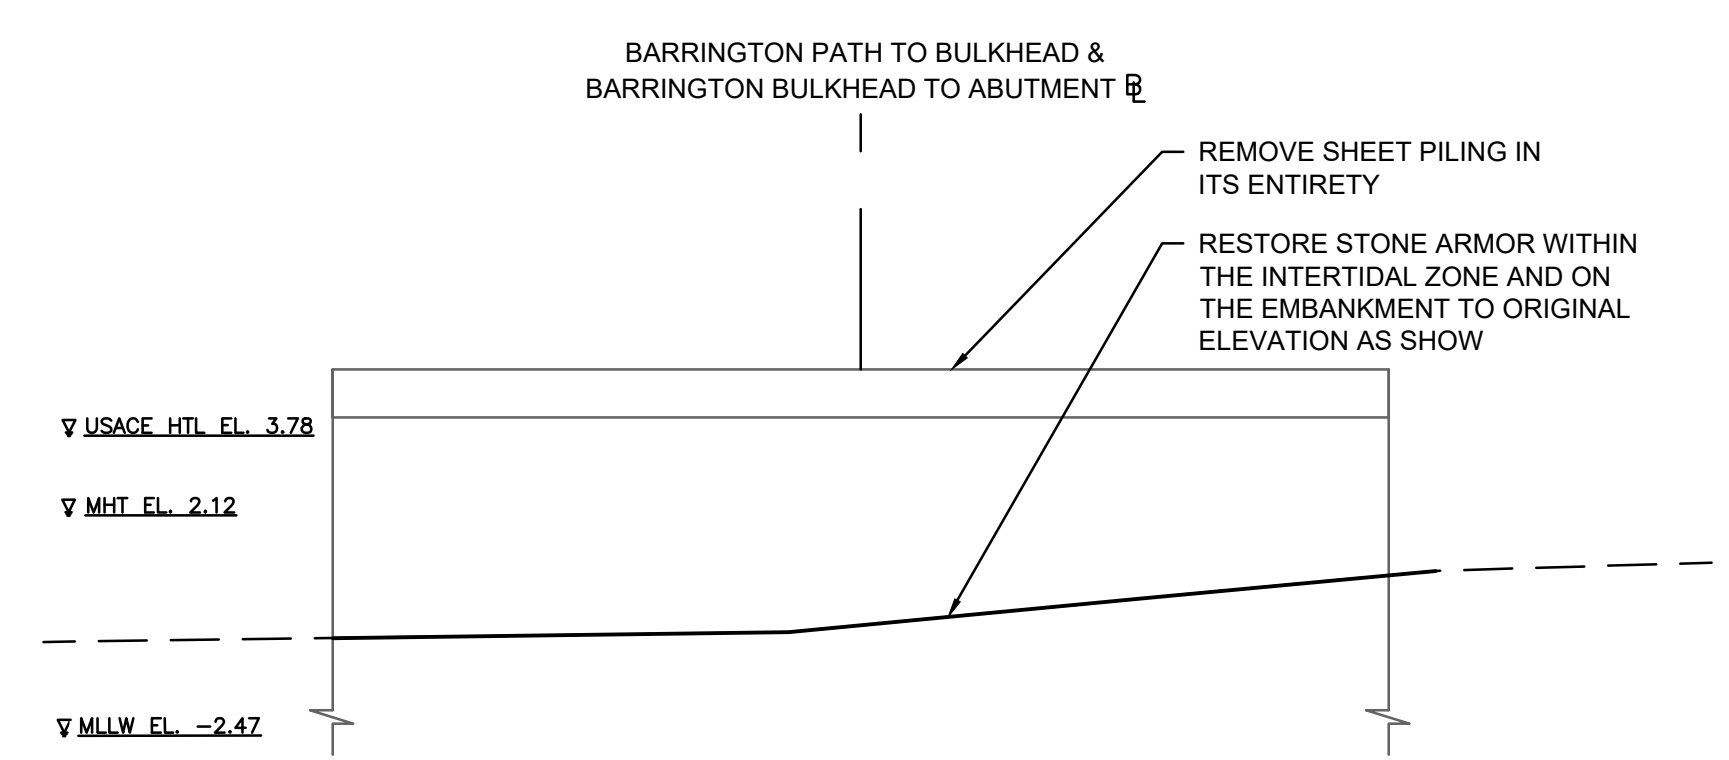 BARRINGTON PATH TO BULKHEAD &
BARRINGTON BULKHEAD TO ABUTMENT BL
REMOVE SHEET PILING IN
ITS ENTIRETY
RESTORE STONE ARMOR WITHIN
THE INTERTIDAL ZONE AND ON
THE EMBANKMENT TO ORIGINAL
ELEVATION AS SHOW
USACE HTL EL. 3.78
MHT EL. 2.12
MLLW EL. -2.47